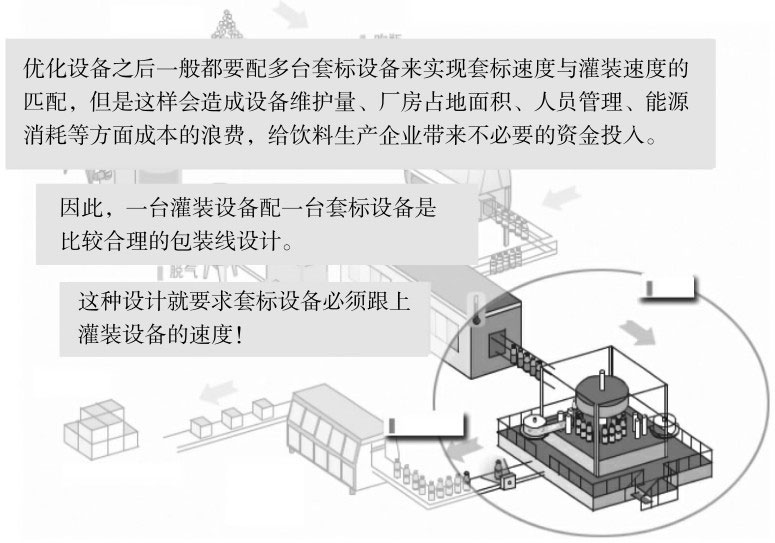 优化设备之后一般都要配多台套标设备来实现套标速度与灌装速度的
匹配，但是这样会造成设备维护量、厂房占地面积、人员管理、能源
消耗等方面成本的浪费，给饮料生产企业带来不必要的资金投入。
因此，一台灌装设备配一台套标设备是
比较合理的包装线设计。
脱气
这种设计就要求套标设备必须跟上
灌装设备的速度！